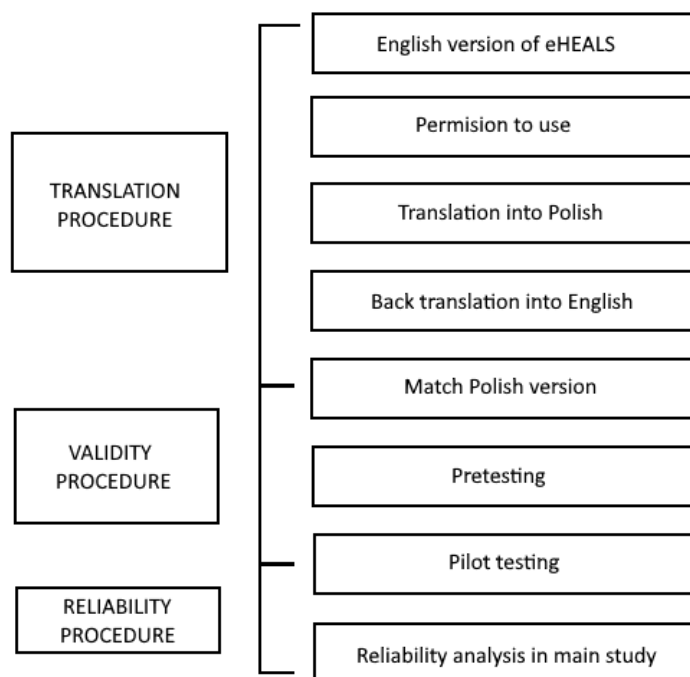 English version of eHEALS
Permision to use
TRANSLATION
PROCEDURE
Translation into Polish
Back translation into English
Match Polish version
VALIDITY
PROCEDURE
Pretesting
Pilot testing
RELIABILITY
PROCEDURE
Reliability analysis in main study